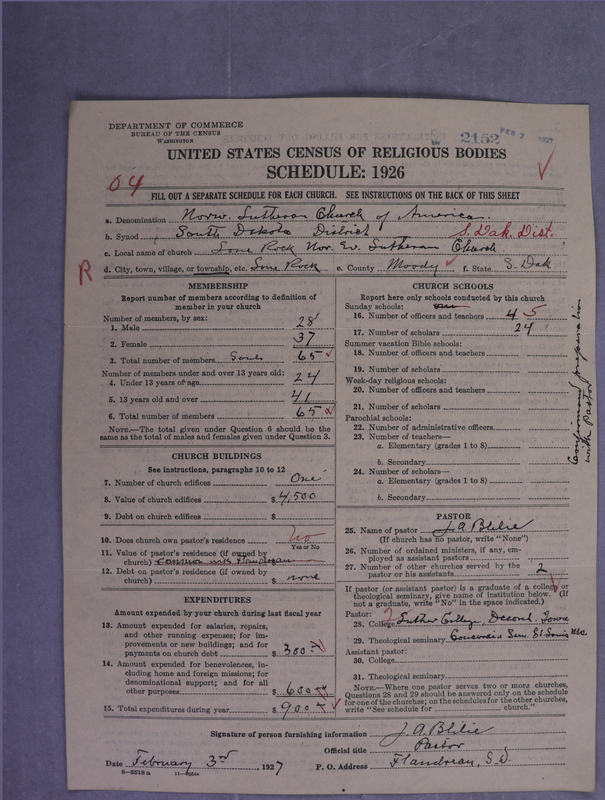 DEPARTMENT OF COMMERCE
BUREAU OF THE CENSUS
WASHINGTON
2152 FEB 7 1927
UNITED STATES CENSUS OF RELIGIOUS BODIES
SCHEDULE: 1926
04
FILL OUT A SEPARATE SCHEDULE FOR EACH CHURCH. SEE INSTRUCTIONS ON THE BACK OF THIS SHEET
a. Denomination Norw. Lutheran Church of America.
b. Synod South Dakota District S. Dak. Dist.
c. Local name of church Lone Rock Nor. Ev. Lutheran Church
R
d. City, town, village, or township, etc. Lone Rock e. County Moody f. State S. Dak
MEMBERSHIP
Report number of members according to definition of member in your church
Number of members, by sex:
1. Male 28
2. Female 37
3. Total number of members Souls 65
Number of members under and over 13 years old:
4. Under 13 years of age 24
5. 13 years old and over 41
6. Total number of members 65
NOTE.—The total given under Question 6 should be the
same as the total of males and females given under Question 3.
CHURCH BUILDINGS
See instructions, paragraphs 10 to 12
7. Number of church edifices One
8. Value of church edifices $ 4,500
9. Debt on church edifices $
10. Does church own pastor's residence No
Yes or No
11. Value of pastor's residence (if owned by
church)
12. Debt on pastor's residence (if owned by
church) $ none
EXPENDITURES
Amount expended by your church during last fiscal year
13. Amount expended for salaries, repairs,
and other running expenses; for im-
provements or new buildings; and for
payments on church debt $ 300
14. Amount expended for benevolences, in-
cluding home and foreign missions; for
denominational support; and for all
other purposes $ 600
15. Total expenditures during year $ 900
CHURCH SCHOOLS
Report here only schools conducted by this church
Sunday schools:
16. Number of officers and teachers 4 5
17. Number of scholars 24
Summer vacation Bible schools:
18. Number of officers and teachers
19. Number of scholars
Week-day religious schools:
20. Number of officers and teachers
21. Number of scholars
Parochial schools:
22. Number of administrative officers
23. Number of teachers—
a. Elementary (grades 1 to 8)
b. Secondary
24. Number of scholars—
a. Elementary (grades 1 to 8)
b. Secondary
with Pastor
PASTOR
25. Name of pastor J. A. Blilie
(If church has no pastor, write "None")
26. Number of ordained ministers, if any, em-
ployed as assistant pastors
27. Number of other churches served by the
pastor or his assistants 2
If pastor (or assistant pastor) is a graduate of a college or
theological seminary, give name of institution below. (If
not a graduate, write "No" in the space indicated.)
Pastor: 2
28. College Luther College, Decorah, Iowa
29. Theological seminary Concordia Sem. St. Louis Mo.
Assistant pastor:
30. College
31. Theological seminary
NOTE.—Where one pastor serves two or more churches,
Questions 28 and 29 should be answered only on the schedule
for one of the churches; on the schedules for the other churches,
write "See schedule for church."
Signature of person furnishing information J. A. Blilie
Official title Pastor
Date February 3rd, 1927 P. O. Address Flandreau, S.D.
8—5518a